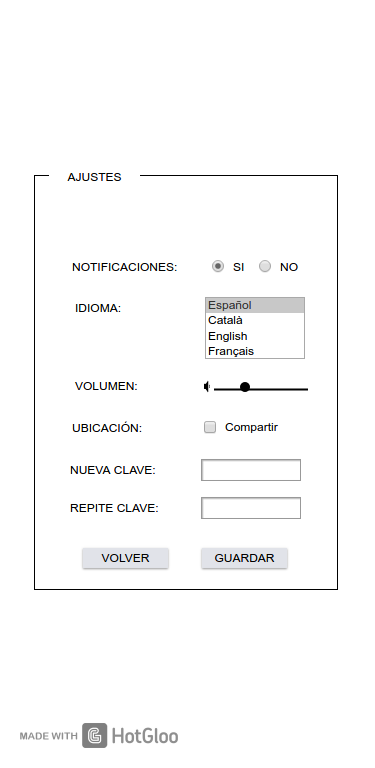 AJUSTES
NOTIFICACIONES: SI NO
IDIOMA: Español
Català
English
Français
VOLUMEN:
UBICACIÓN: Compartir
NUEVA CLAVE:
REPITE CLAVE:
VOLVER GUARDAR
MADE WITH HotGloo